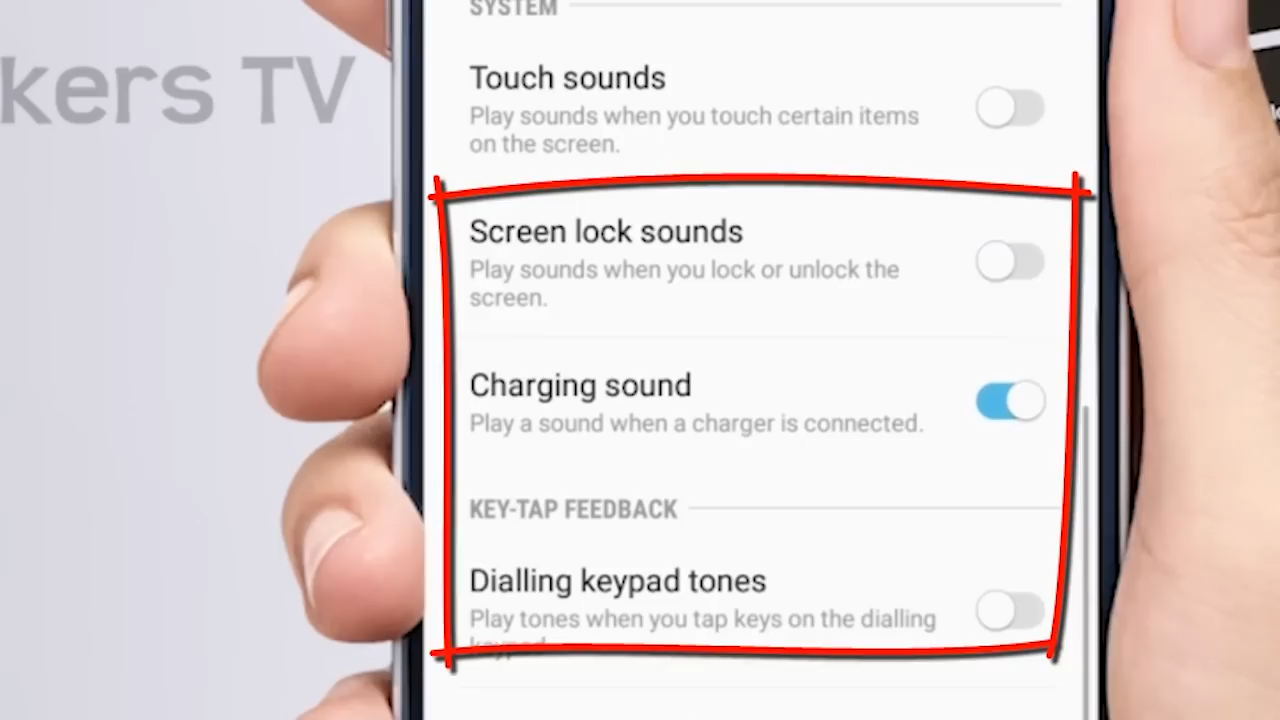 SYSTEM
kers TV
Touch sounds
Play sounds when you touch certain items
on the screen.
Screen lock sounds
Play sounds when you lock or unlock the
screen.
Charging sound
Play a sound when a charger is connected.
KEY-TAP FEEDBACK
Dialling keypad tones
Play tones when you tap keys on the dialling
keypad.